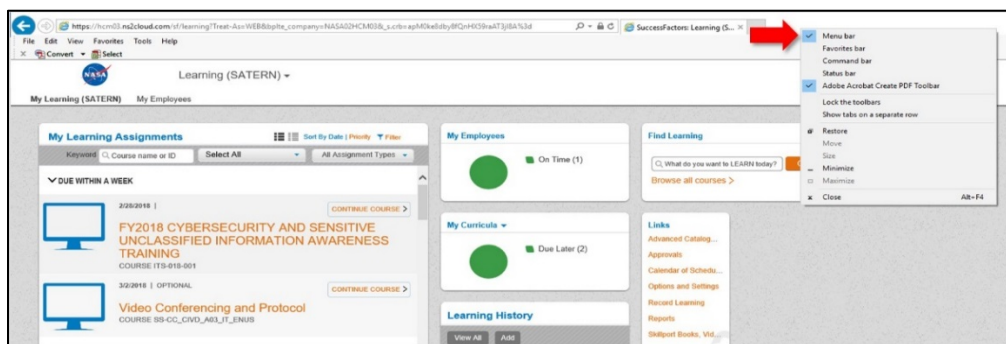 https://hcm03.ns2cloud.com/sf/learning?Treat-As=WEB&bplte_company=NASA02HCM03&_s.crb=
SuccessFactors: Learning (S...
File Edit View Favorites Tools Help
Convert Select
NASA
Learning (SATERN)
My Learning (SATERN) My Employees
My Learning Assignments
Sort By Date | Priority Filter
Keyword Course name or ID Select All All Assignment Types
DUE WITHIN A WEEK
2/28/2018 |
CONTINUE COURSE
FY2018 CYBERSECURITY AND SENSITIVE
UNCLASSIFIED INFORMATION AWARENESS
TRAINING
COURSE ITS-018-001
3/2/2018 | OPTIONAL
CONTINUE COURSE
Video Conferencing and Protocol
COURSE SS-CC_CIVD_A03_IT_ENUS
My Employees
On Time (1)
My Curricula
Due Later (2)
Learning History
View All Add
Find Learning
What do you want to LEARN today?
Browse all courses
Links
Advanced Catalog...
Approvals
Calendar of Schedu...
Options and Settings
Record Learning
Reports
Skillport Books, Vid...
Menu bar
Favorites bar
Command bar
Status bar
Adobe Acrobat Create PDF Toolbar
Lock the toolbars
Show tabs on a separate row
Restore
Move
Size
Minimize
Maximize
Close Alt+F4